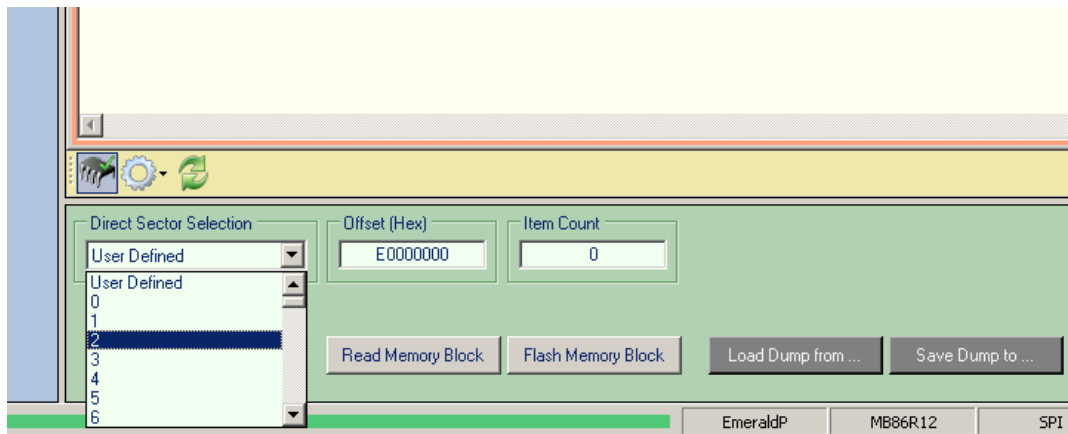 Direct Sector Selection
Offset (Hex)
Item Count
User Defined
E0000000
0
User Defined
0
1
2
3
4
5
6
Read Memory Block
Flash Memory Block
Load Dump from ...
Save Dump to ...
EmeraldP
MB86R12
SPI